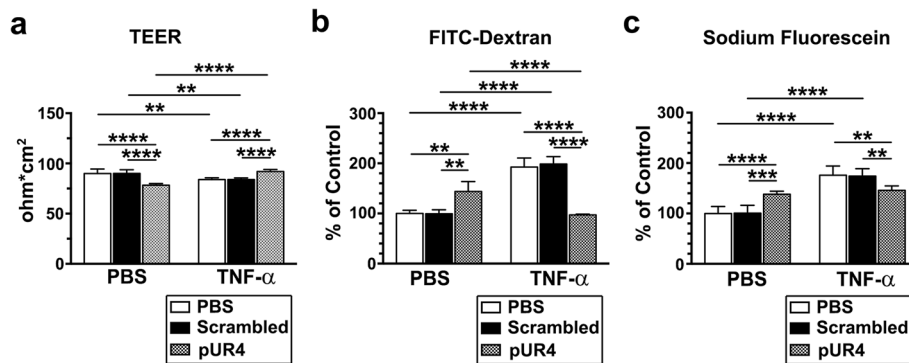 a
TEER
****
**
**
****
****
****
****
ohm*cm²
150
100
50
0
PBS
TNF-α
PBS
Scrambled
pUR4
b
FITC-Dextran
****
****
****
**
**
****
****
% of Control
300
200
100
0
PBS
TNF-α
PBS
Scrambled
pUR4
c
Sodium Fluorescein
****
****
****
***
**
**
% of Control
300
200
100
0
PBS
TNF-α
PBS
Scrambled
pUR4